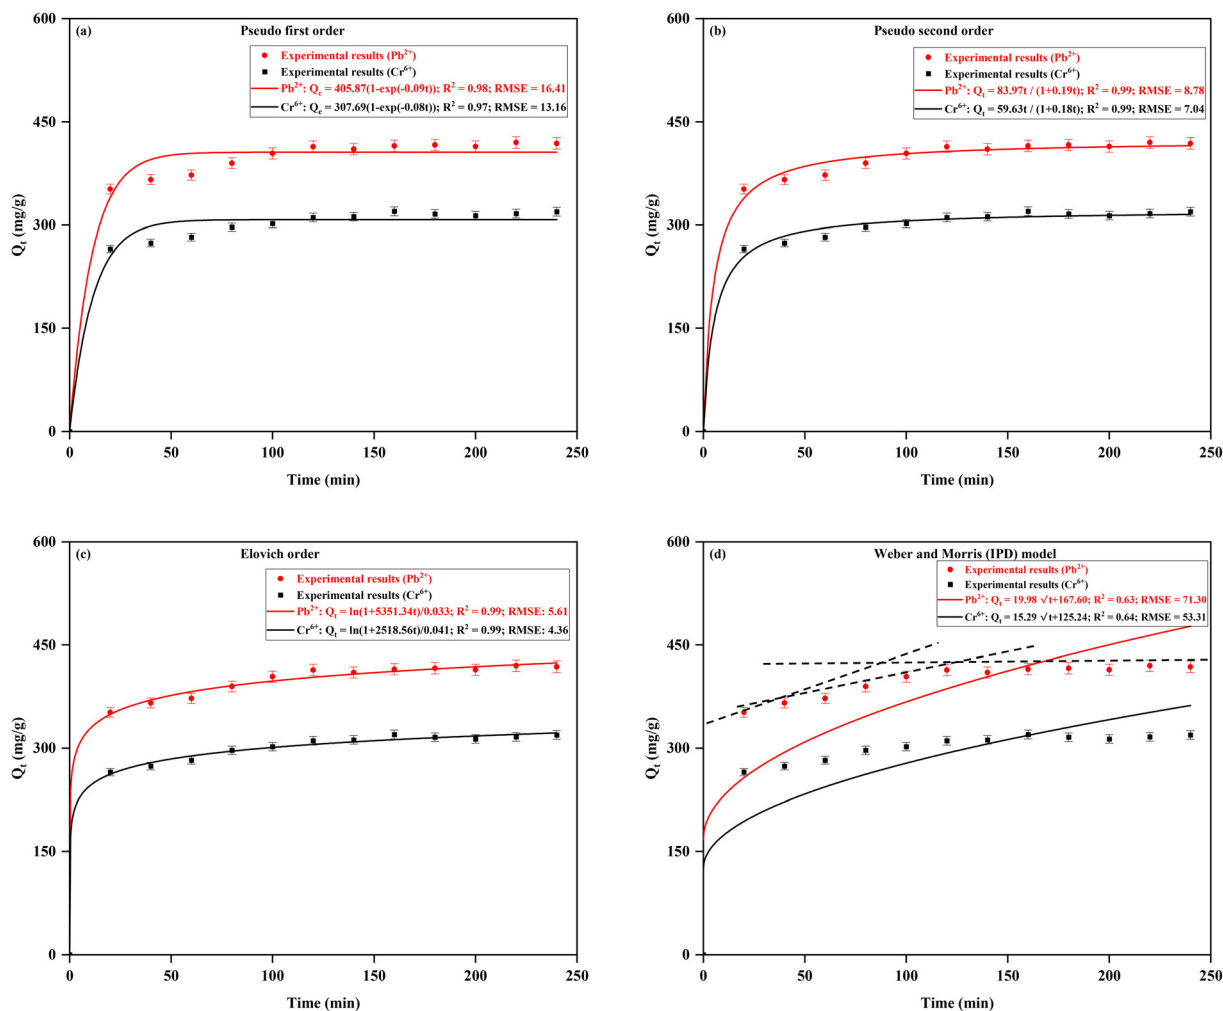 (a) Pseudo first order
Experimental results (Pb²⁺)
Experimental results (Cr⁶⁺)
Pb²⁺: Qₑ = 405.87(1-exp(-0.09t)); R² = 0.98; RMSE = 16.41
Cr⁶⁺: Qₑ = 307.69(1-exp(-0.08t)); R² = 0.97; RMSE = 13.16
600
450
300
150
0
Qₜ (mg/g)
0 50 100 150 200 250
Time (min)
(b) Pseudo second order
Experimental results (Pb²⁺)
Experimental results (Cr⁶⁺)
Pb²⁺: Qₜ = 83.97t / (1+0.19t); R² = 0.99; RMSE = 8.78
Cr⁶⁺: Qₜ = 59.63t / (1+0.18t); R² = 0.99; RMSE = 7.04
600
450
300
150
0
Qₜ (mg/g)
0 50 100 150 200 250
Time (min)
(c) Elovich order
Experimental results (Pb²⁺)
Experimental results (Cr⁶⁺)
Pb²⁺: Qₜ = ln(1+5351.34t)/0.033; R² = 0.99; RMSE: 5.61
Cr⁶⁺: Qₜ = ln(1+2518.56t)/0.041; R² = 0.99; RMSE: 4.36
600
450
300
150
0
Qₜ (mg/g)
0 50 100 150 200 250
Time (min)
(d) Weber and Morris (IPD) model
Experimental results (Pb²⁺)
Experimental results (Cr⁶⁺)
Pb²⁺: Qₜ = 19.98 √t+167.60; R² = 0.63; RMSE = 71.30
Cr⁶⁺: Qₜ = 15.29 √t+125.24; R² = 0.64; RMSE = 53.31
600
450
300
150
0
Qₜ (mg/g)
0 50 100 150 200 250
Time (min)